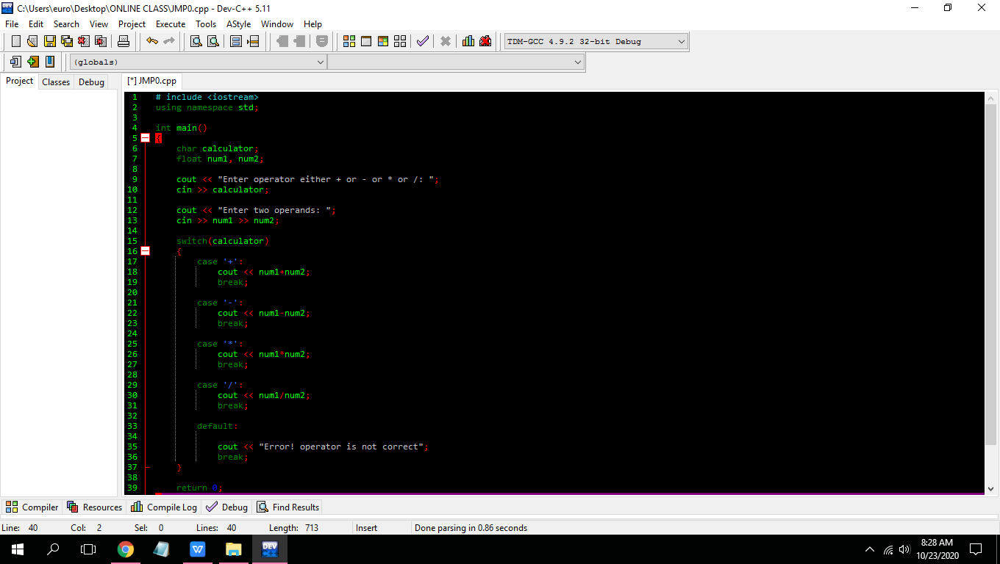 C:\Users\euro\Desktop\ONLINE CLASS\JMP0.cpp - Dev-C++ 5.11
File Edit Search View Project Execute Tools AStyle Window Help
TDM-GCC 4.9.2 32-bit Debug
(globals)
Project Classes Debug [*] JMP0.cpp
1 # include <iostream>
2 using namespace std;
3
4 int main()
5 {
6 char calculator;
7 float num1, num2;
8
9 cout << "Enter operator either + or - or * or /: ";
10 cin >> calculator;
11
12 cout << "Enter two operands: ";
13 cin >> num1 >> num2;
14
15 switch(calculator)
16 {
17 case '+':
18 cout << num1+num2;
19 break;
20
21 case '-':
22 cout << num1-num2;
23 break;
24
25 case '*':
26 cout << num1*num2;
27 break;
28
29 case '/':
30 cout << num1/num2;
31 break;
32
33 default:
34
35 cout << "Error! operator is not correct";
36 break;
37 }
38
39 return 0;
Compiler Resources Compile Log Debug Find Results
Line: 40 Col: 2 Sel: 0 Lines: 40 Length: 713 Insert Done parsing in 0.86 seconds
DEV
8:28 AM
10/23/2020